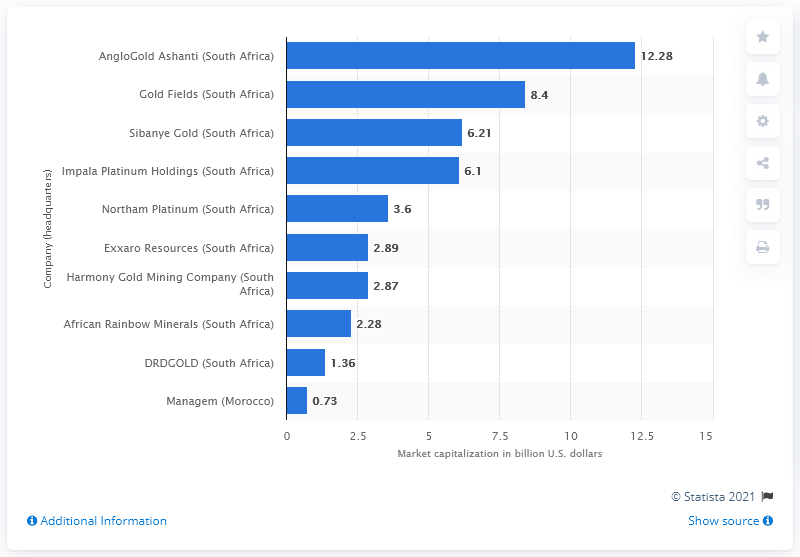 Company (headquarters)
AngloGold Ashanti (South Africa) 12.28
Gold Fields (South Africa) 8.4
Sibanye Gold (South Africa) 6.21
Impala Platinum Holdings (South Africa) 6.1
Northam Platinum (South Africa) 3.6
Exxaro Resources (South Africa) 2.89
Harmony Gold Mining Company (South
Africa) 2.87
African Rainbow Minerals (South Africa) 2.28
DRDGOLD (South Africa) 1.36
Managem (Morocco) 0.73
0 2.5 5 7.5 10 12.5 15
Market capitalization in billion U.S. dollars
© Statista 2021
Additional Information
Show source